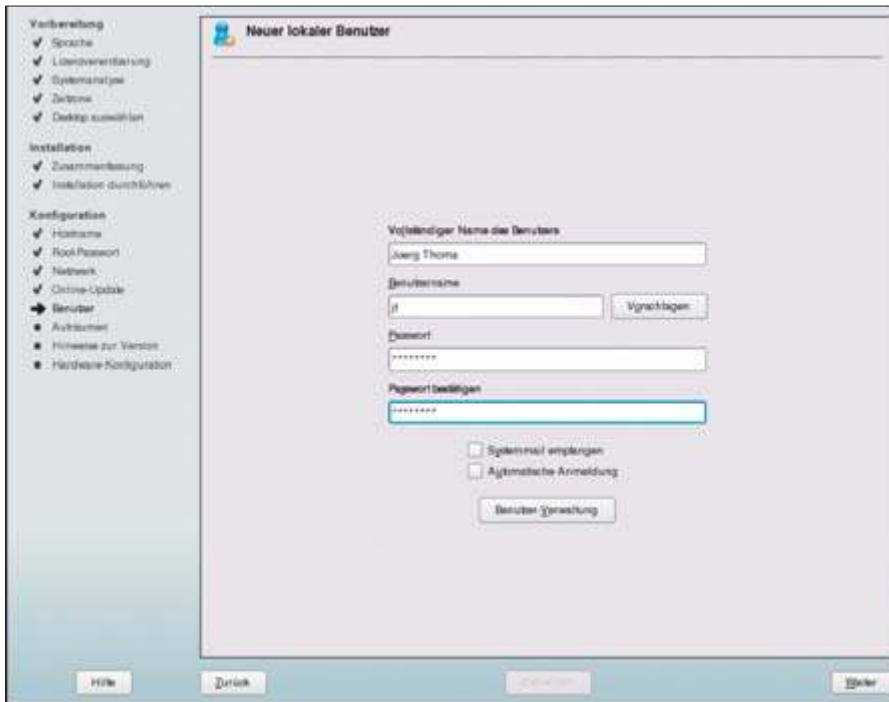 Vorbereitung
Sprache
Lizenzvereinbarung
Systemanalyse
Zeitzone
Desktop auswählen
Installation
Zusammenfassung
Installation durchführen
Konfiguration
Hostname
Root-Passwort
Netzwerk
Online-Update
Benutzer
Aufräumen
Hinweise zur Version
Hardware-Konfiguration
Neuer lokaler Benutzer
Vollständiger Name des Benutzers
Joerg Thoma
Benutzername
Vorschlagen
Passwort
********
Passwort bestätigen
********
Systemmail empfangen
Automatische Anmeldung
Benutzer-Verwaltung
Hilfe
Zurück
Weiter